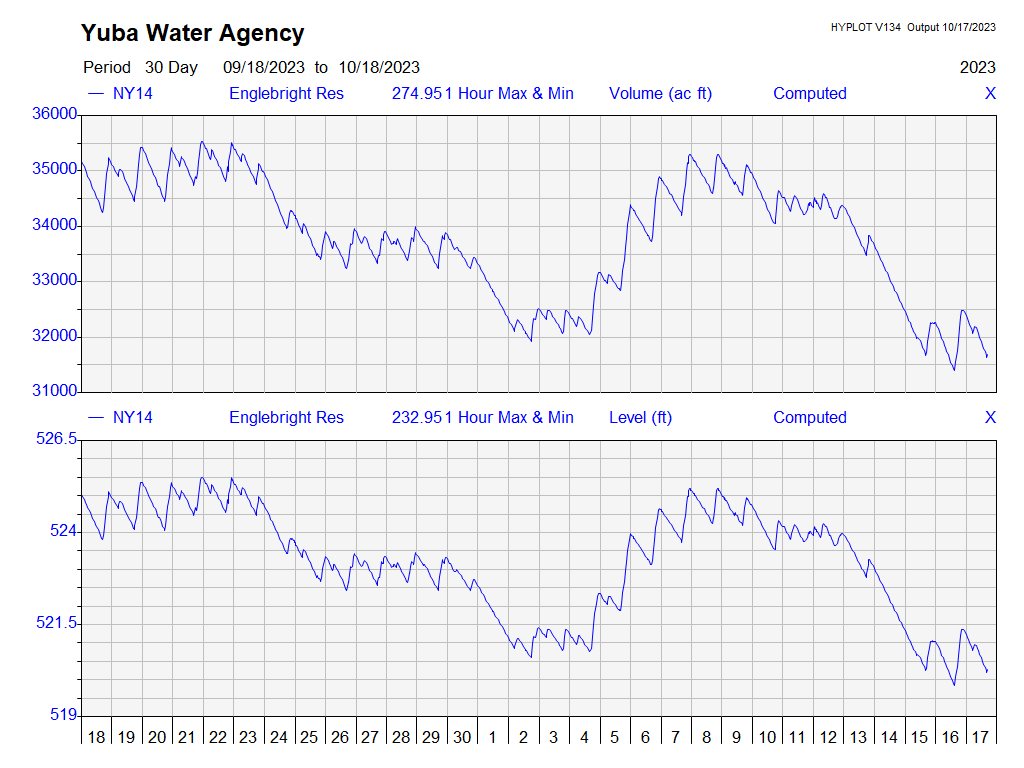 Yuba Water Agency
HYPLOT V134 Output 10/17/2023
Period 30 Day 09/18/2023 to 10/18/2023
2023
NY14 Englebright Res 274.951 Hour Max & Min Volume (ac ft) Computed X
36000
35000
34000
33000
32000
31000
NY14 Englebright Res 232.951 Hour Max & Min Level (ft) Computed X
526.5
524
521.5
519
18 19 20 21 22 23 24 25 26 27 28 29 30 1 2 3 4 5 6 7 8 9 10 11 12 13 14 15 16 17